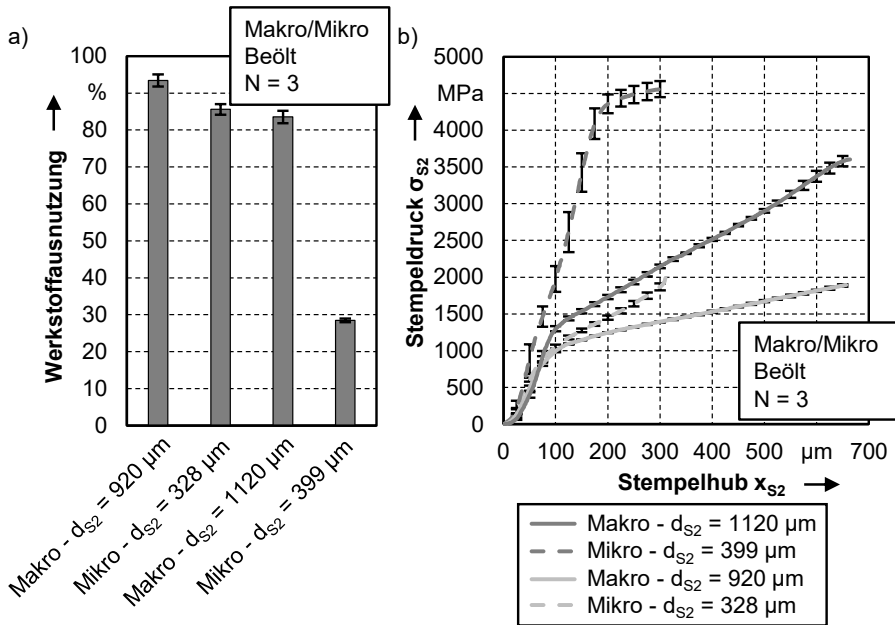 a)
Makro/Mikro
Beölt
N = 3
Werkstoffausnutzung
100
%
80
70
60
50
40
30
20
10
0
Makro - dS2 = 920 µm
Mikro - dS2 = 328 µm
Makro - dS2 = 1120 µm
Mikro - dS2 = 399 µm
b)
Stempeldruck σS2
5000
MPa
4000
3500
3000
2500
2000
1500
1000
500
0
Makro/Mikro
Beölt
N = 3
0 100 200 300 400 500 µm 700
Stempelhub xS2
Makro - dS2 = 1120 µm
Mikro - dS2 = 399 µm
Makro - dS2 = 920 µm
Mikro - dS2 = 328 µm